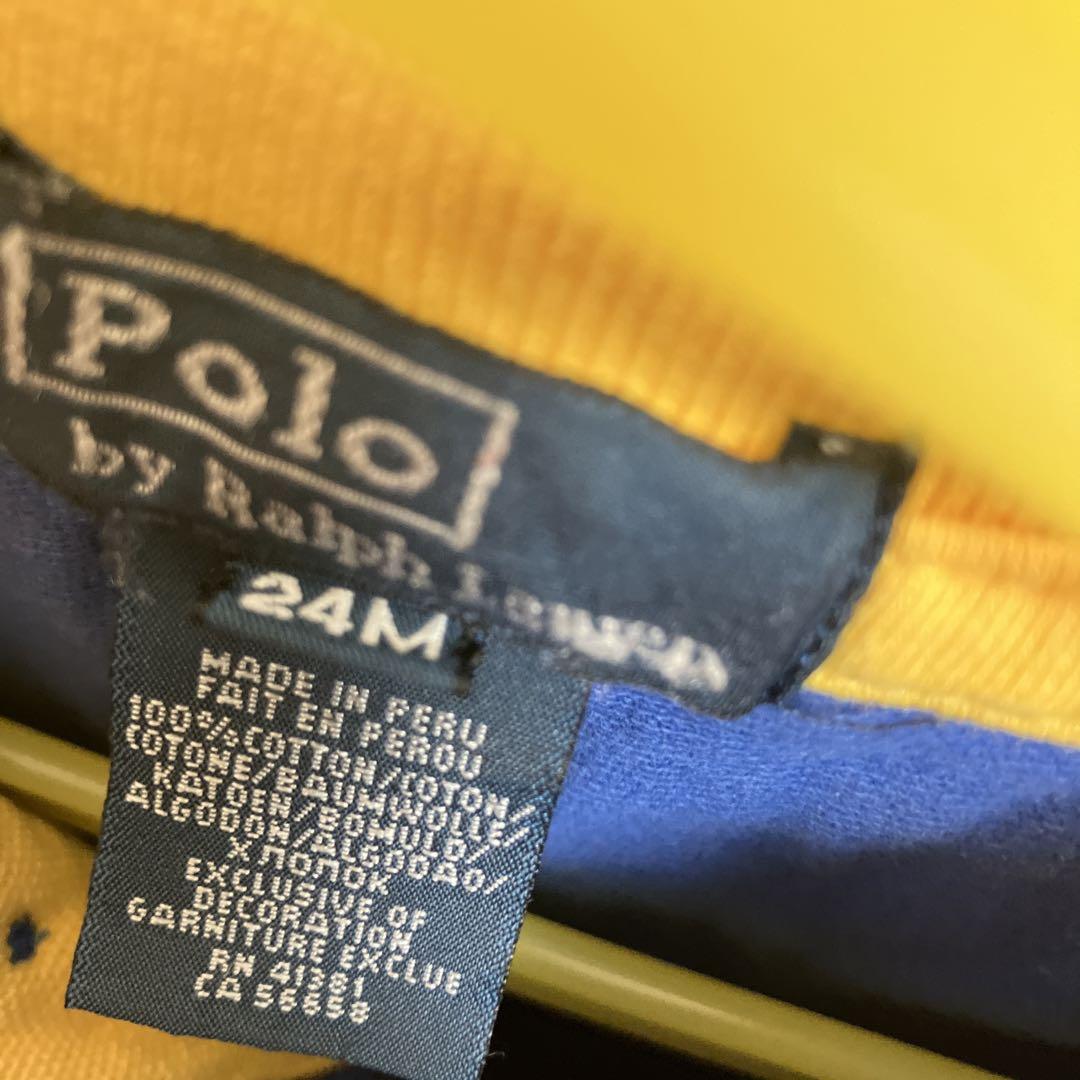 Polo
by Ralph Lauren
24M
MADE IN PERU
FAIT EN PEROU
100%COTTON/COTON/
COTONE/BAUMWOLLE/
KATOEN/BOMULD/
ALGODON/ALGODAO/
ХЛОПОК
EXCLUSIVE OF
DECORATION
GARNITURE EXCLUE
RN 41381
CA 56658